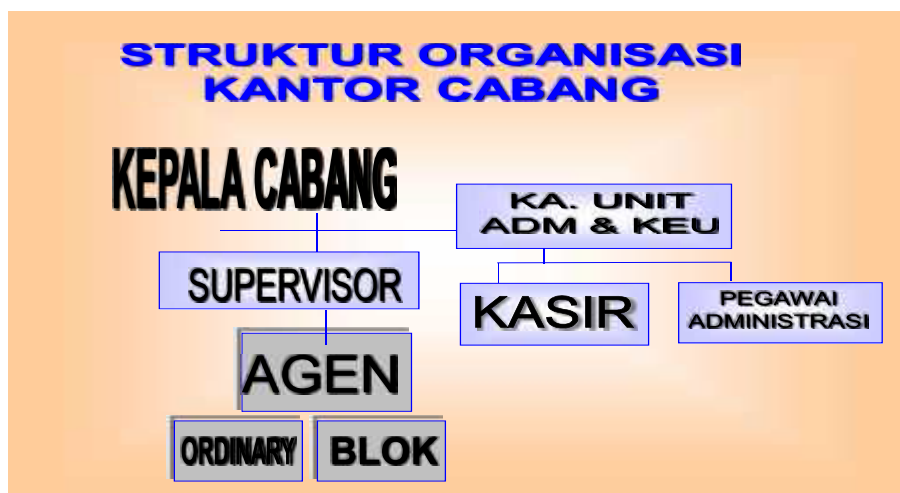 STRUKTUR ORGANISASI
KANTOR CABANG
KEPALA CABANG
KA. UNIT
ADM & KEU
SUPERVISOR
KASIR
PEGAWAI
ADMINISTRASI
AGEN
ORDINARY
BLOK